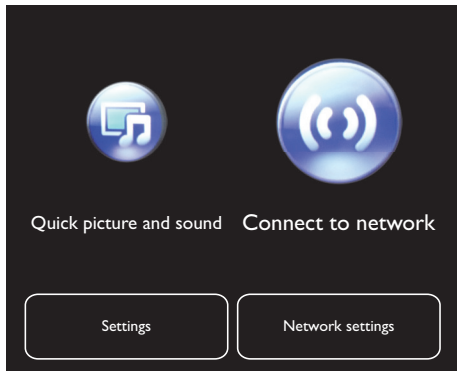 Quick picture and sound
Connect to network
Settings
Network settings